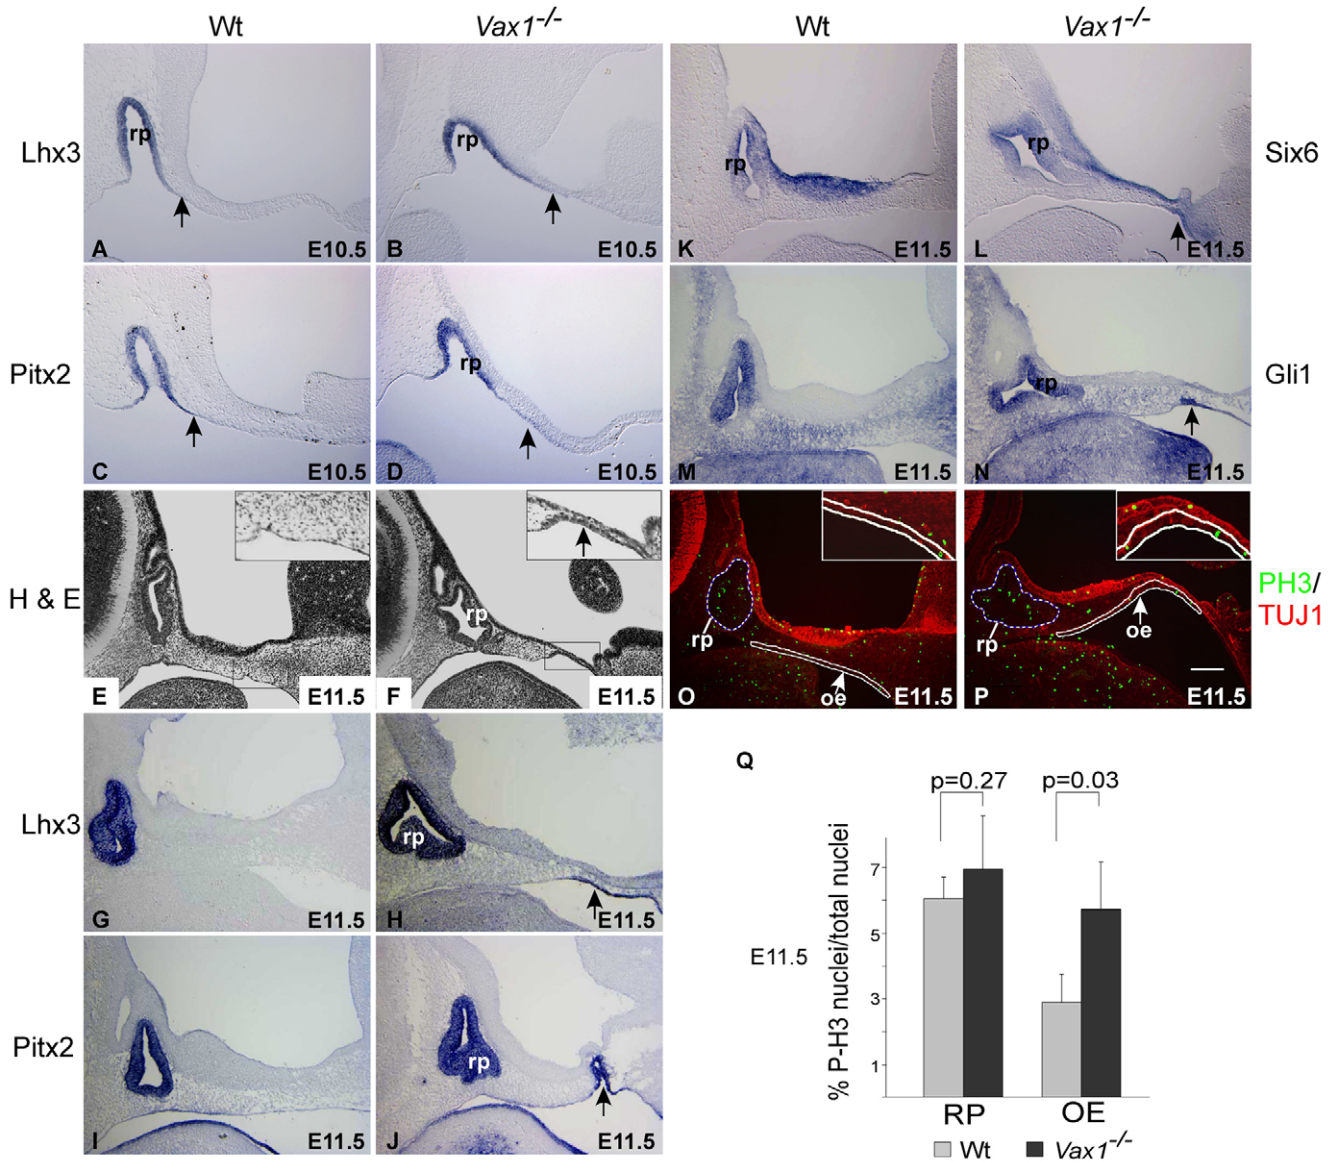 Wt Vax1-/- Wt Vax1-/-
Lhx3 rp A E10.5 rp B E10.5 rp K E11.5 rp L E11.5 Six6
Pitx2 C E10.5 rp D E10.5 M E11.5 rp N E11.5 Gli1
H & E E E11.5 rp F E11.5 rp oe O E11.5 rp oe P E11.5 PH3/
TUJ1
Lhx3 G rp H E11.5
Pitx2 I E11.5 rp J E11.5
Q
p=0.27 p=0.03
E11.5
% P-H3 nuclei/total nuclei
7
5
3
1
RP OE
Wt Vax1-/-